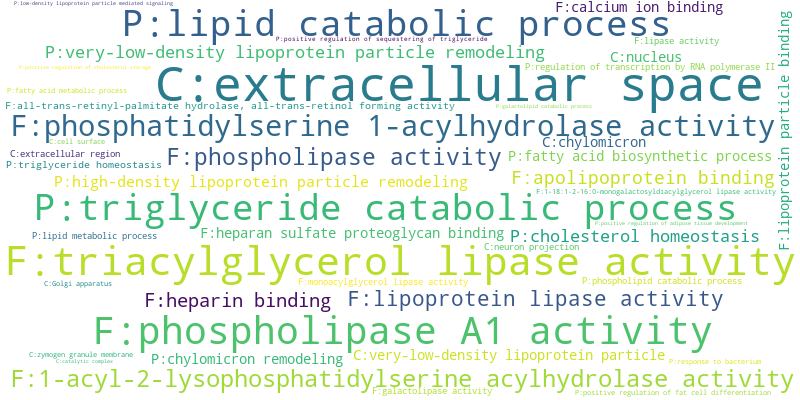 P:low-density lipoprotein particle mediated signaling
F:calcium ion binding
P:lipid catabolic process
P:positive regulation of sequestering of triglyceride
F:lipase activity
P:very-low-density lipoprotein particle remodeling
C:nucleus
P:positive regulation of cholesterol storage
C:extracellular space
P:regulation of transcription by RNA polymerase II
P:fatty acid metabolic process
F:all-trans-retinyl-palmitate hydrolase, all-trans-retinol forming activity
P:galactolipid catabolic process
F:lipoprotein particle binding
F:phosphatidylserine 1-acylhydrolase activity
C:cell surface
C:chylomicron
C:extracellular region
F:phospholipase activity
P:fatty acid biosynthetic process
P:triglyceride homeostasis
P:high-density lipoprotein particle remodeling
F:apolipoprotein binding
F:1-18:1-2-16:0-monogalactosyldiacylglycerol lipase activity
P:triglyceride catabolic process
P:positive regulation of adipose tissue development
P:lipid metabolic process
F:heparan sulfate proteoglycan binding
P:cholesterol homeostasis
C:neuron projection
F:triacylglycerol lipase activity
C:Golgi apparatus
F:monoacylglycerol lipase activity
P:phospholipid catabolic process
F:heparin binding
F:lipoprotein lipase activity
F:phospholipase A1 activity
C:zymogen granule membrane
C:catalytic complex
P:chylomicron remodeling
C:very-low-density lipoprotein particle
P:response to bacterium
F:1-acyl-2-lysophosphatidylserine acylhydrolase activity
F:galactolipase activity
P:positive regulation of fat cell differentiation